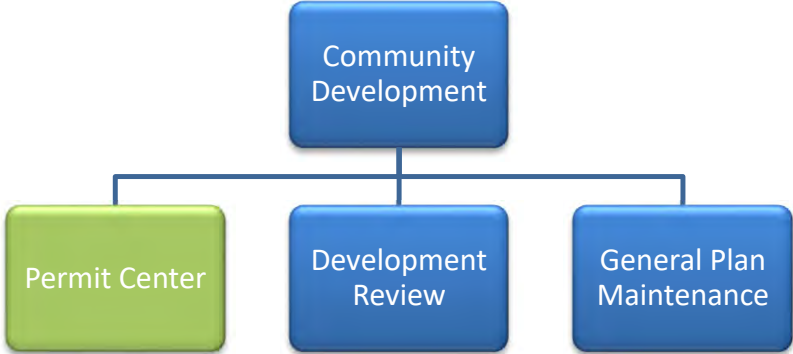 Community
Development
Permit Center
Development
Review
General Plan
Maintenance